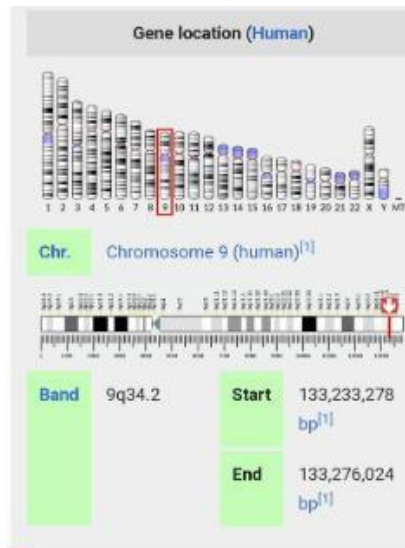 Gene location (Human)
1 2 3 4 5 6 7 8 9 10 11 12 13 14 15 16 17 18 19 20 21 22 X Y MT
Chr. Chromosome 9 (human)[1]
Band 9q34.2 Start 133,233,278
bp[1]
End 133,276,024
bp[1]